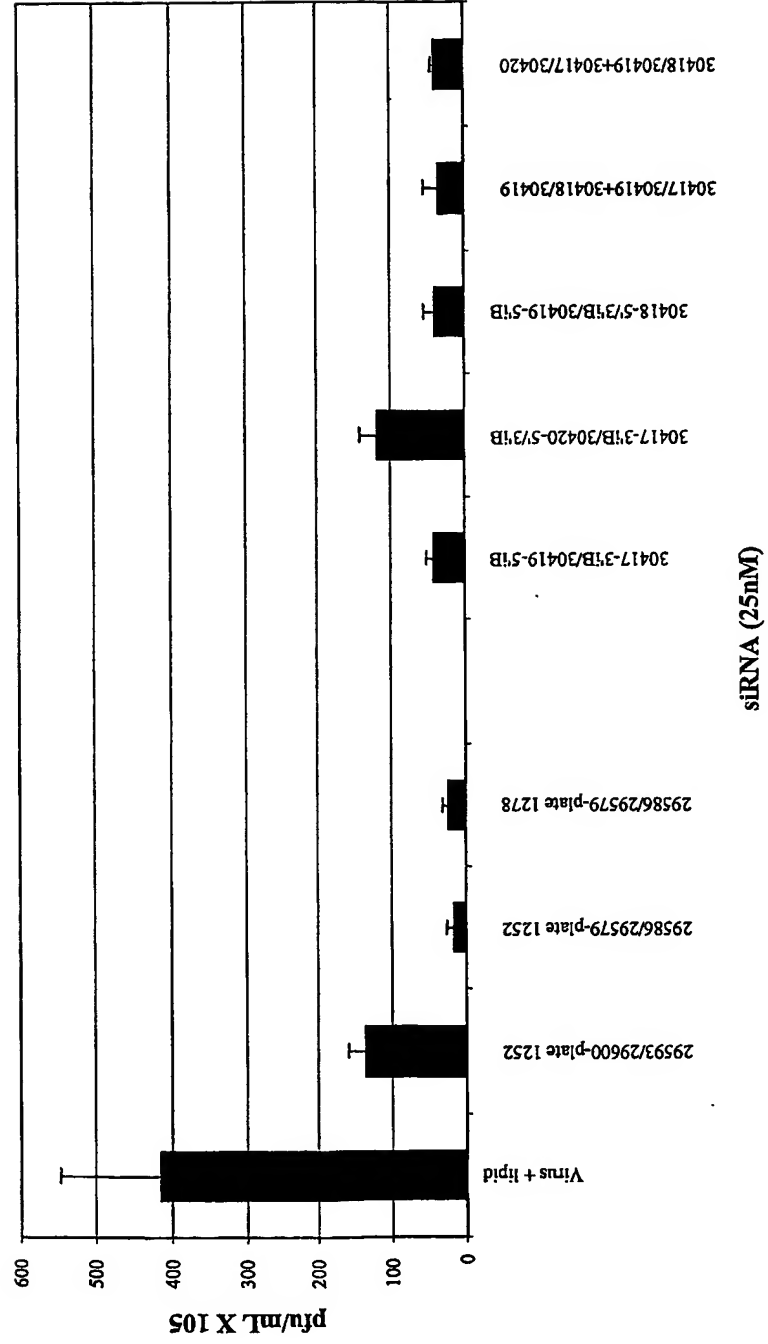 pfu/mL X 105
600
500
400
300
200
100
0
Virus + lipid
29593/29600-plate 1252
29586/29579-plate 1252
29586/29579-plate 1278
30417-3'iB/30419-5'iB
30417-3'iB/30420-5'/3'iB
30418-5'/3'iB/30419-5'iB
30417/30419+30418/30419
30418/30419+30417/30420
siRNA (25nM)